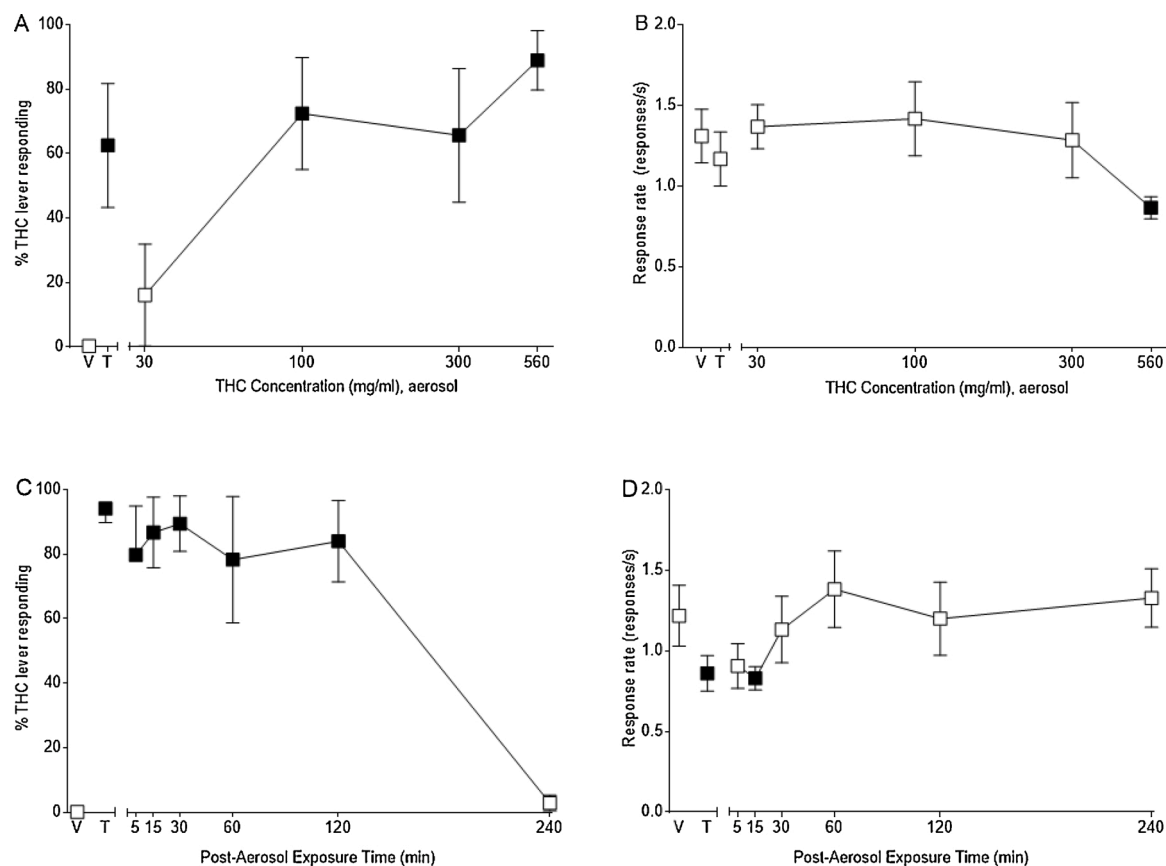 A
100
80
60
40
20
0
% THC lever responding
V T 30 100 300 560
THC Concentration (mg/ml), aerosol
B
2.0
1.5
1.0
0.5
0.0
Response rate (responses/s)
V T 30 100 300 560
THC Concentration (mg/ml), aerosol
C
100
80
60
40
20
0
% THC lever responding
V T 5 15 30 60 120 240
Post-Aerosol Exposure Time (min)
D
2.0
1.5
1.0
0.5
0.0
Response rate (responses/s)
V T 5 15 30 60 120 240
Post-Aerosol Exposure Time (min)